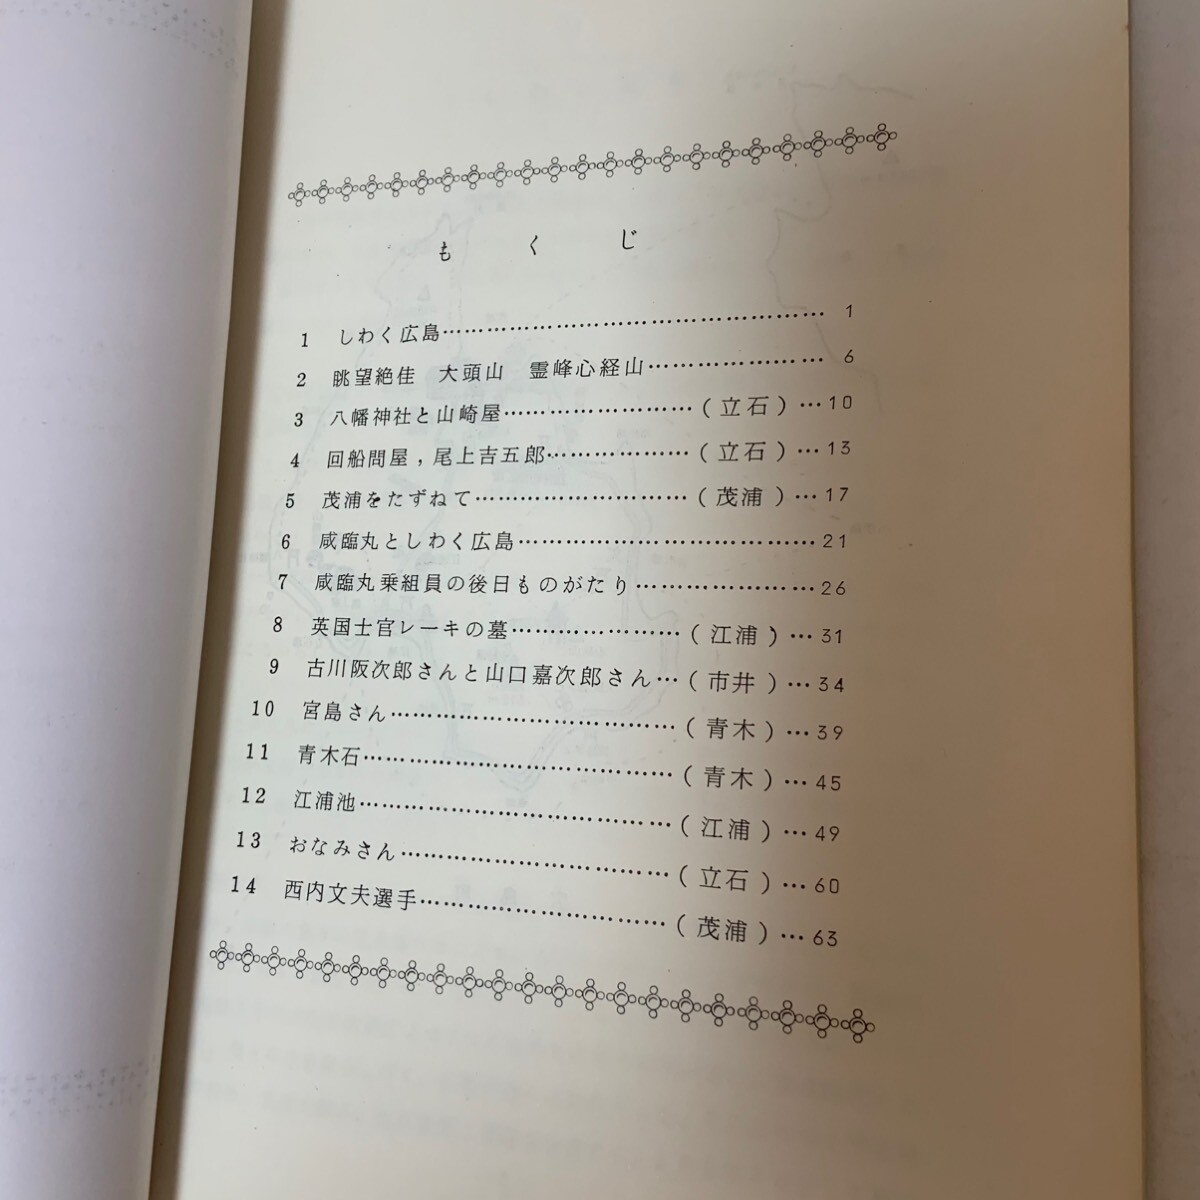 もくじ
1 しわく広島………………………………………… 1
2 眺望絶佳　大頭山　霊峰心経山…………………… 6
3 八幡神社と山崎屋……………………(立石)…10
4 回船問屋,尾上吉五郎………………(立石)…13
5 茂浦をたずねて………………………(茂浦)…17
6 咸臨丸としわく広島…………………………………21
7 咸臨丸乗組員の後日ものがたり……………………26
8 英国士官レーキの墓…………………(江浦)…31
9 古川阪次郎さんと山口嘉次郎さん…(市井)…34
10 宮島さん………………………………(青木)…39
11 青木石…………………………………(青木)…45
12 江浦池…………………………………(江浦)…49
13 おなみさん……………………………(立石)…60
14 西内文夫選手…………………………(茂浦)…63